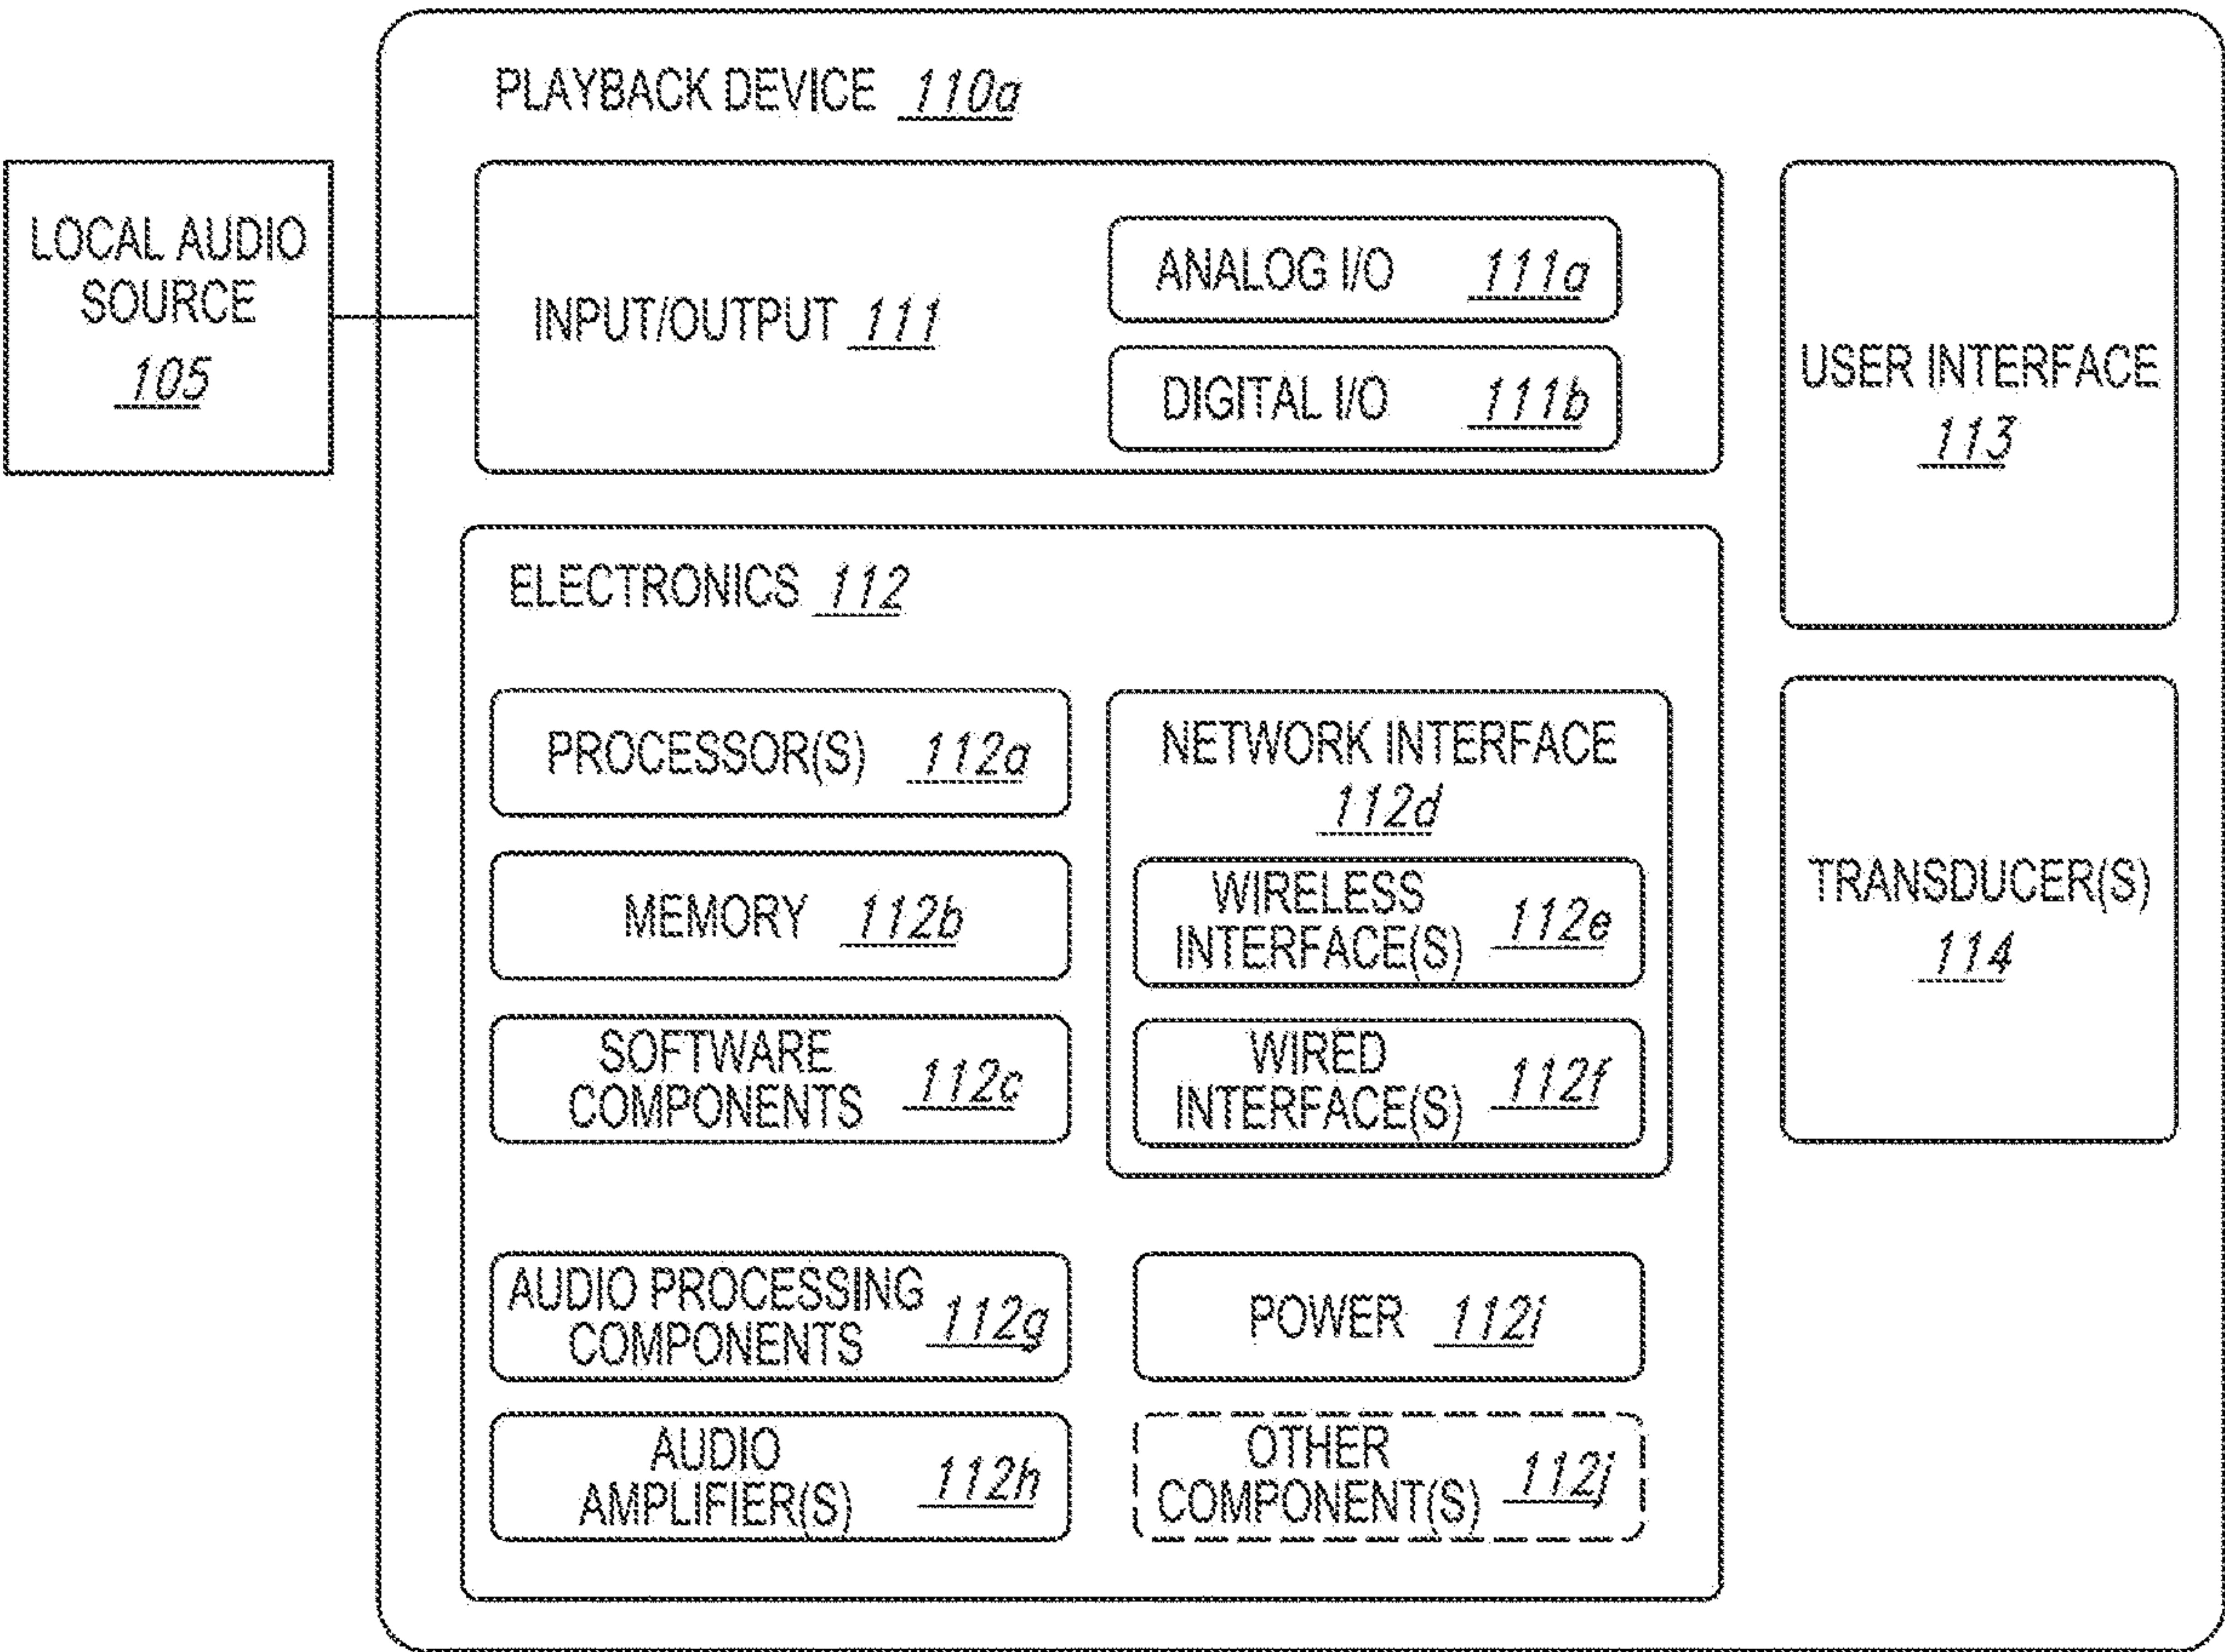 PLAYBACK DEVICE 110a
LOCAL AUDIO
SOURCE
105
INPUT/OUTPUT 111
ANALOG I/O 111a
DIGITAL I/O 111b
USER INTERFACE
113
ELECTRONICS 112
PROCESSOR(S) 112a
MEMORY 112b
SOFTWARE
COMPONENTS 112c
NETWORK INTERFACE
112d
WIRELESS
INTERFACE(S) 112e
WIRED
INTERFACE(S) 112f
TRANSDUCER(S)
114
AUDIO PROCESSING
COMPONENTS 112g
POWER 112i
AUDIO
AMPLIFIER(S) 112h
OTHER
COMPONENT(S) 112j